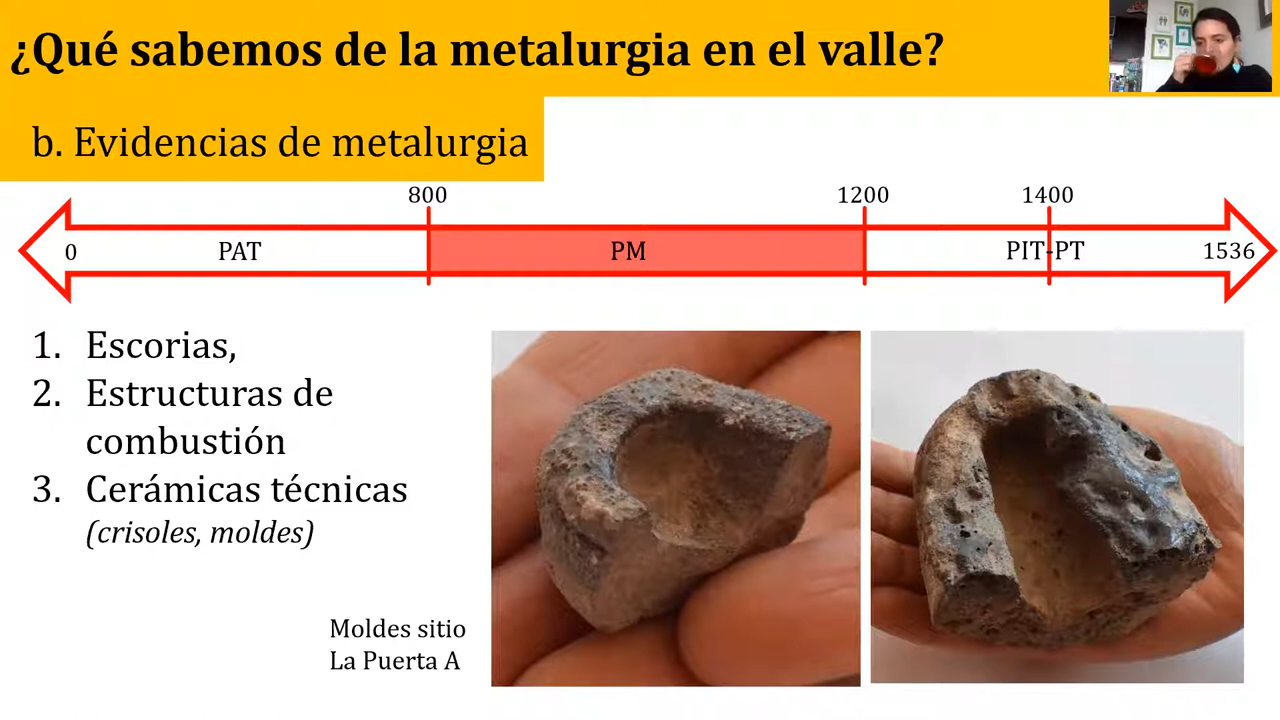 ¿Qué sabemos de la metalurgia en el valle?
b. Evidencias de metalurgia
800
1200
1400
0
PAT
PM
PIT-PT
1536
1. Escorias,
2. Estructuras de
combustión
3. Cerámicas técnicas
(crisoles, moldes)
Moldes sitio
La Puerta A